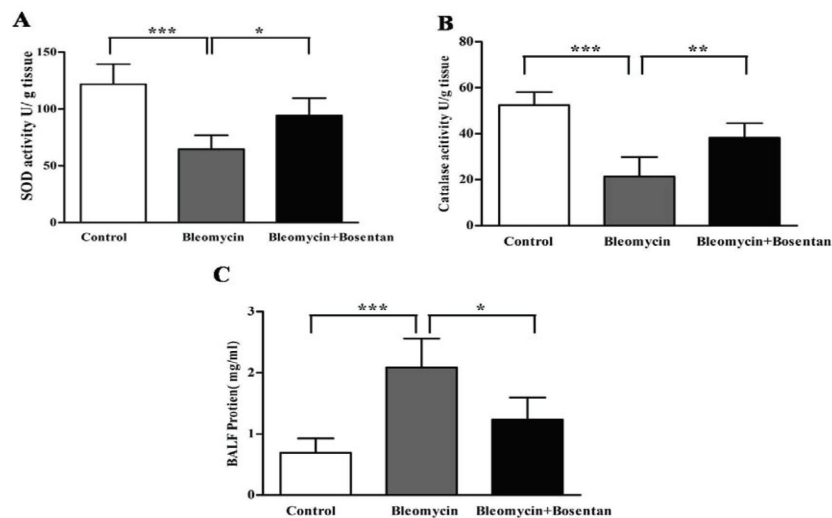 A
*** *
SOD activity U/ g tissue
150
100
50
0
Control Bleomycin Bleomycin+Bosentan
B
*** **
Catalase acitivity U/g tissue
80
60
40
20
0
Control Bleomycin Bleomycin+Bosentan
C
*** *
BALF Protien( mg/ml)
3
2
1
0
Control Bleomycin Bleomycin+Bosentan